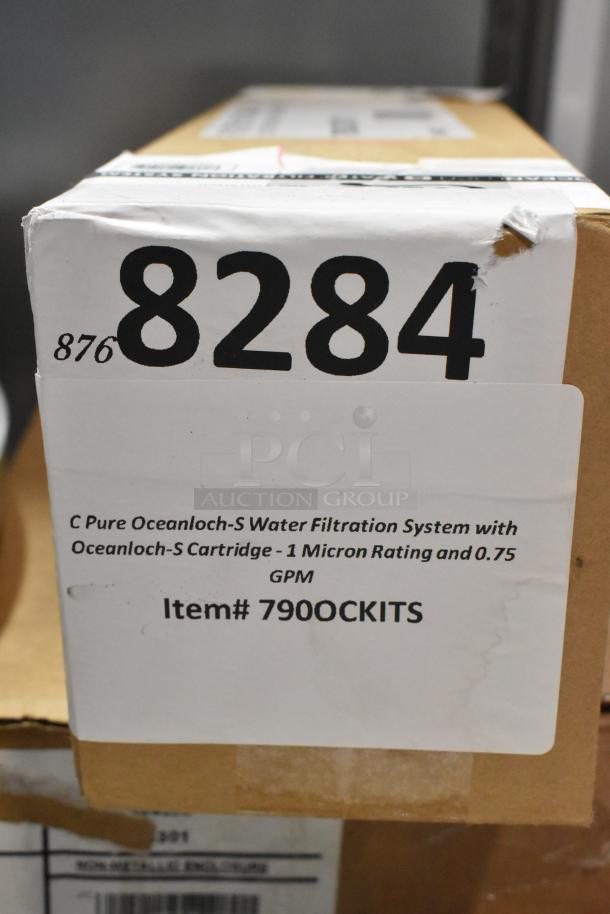 876 8284
PCi
AUCTION GROUP
C Pure Oceanloch-S Water Filtration System with
Oceanloch-S Cartridge - 1 Micron Rating and 0.75
GPM
Item# 790OCKITS
301
NON-METALLIC ENCLOSURE